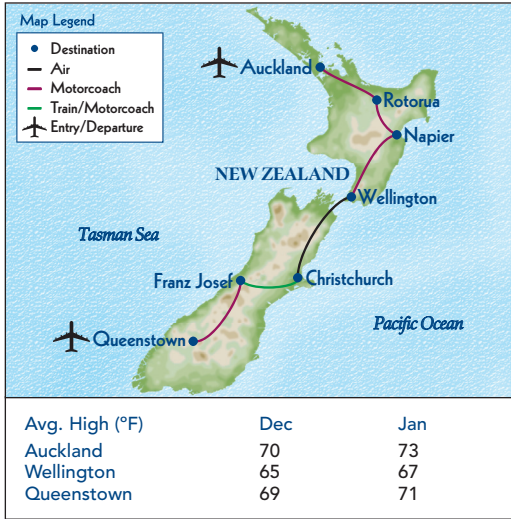 Map Legend
Destination
Air
Motorcoach
Train/Motorcoach
Entry/Departure
Auckland
Rotorua
Napier
NEW ZEALAND
Wellington
Tasman Sea
Franz Josef
Christchurch
Pacific Ocean
Queenstown
Avg. High (ºF) Dec Jan
Auckland 70 73
Wellington 65 67
Queenstown 69 71